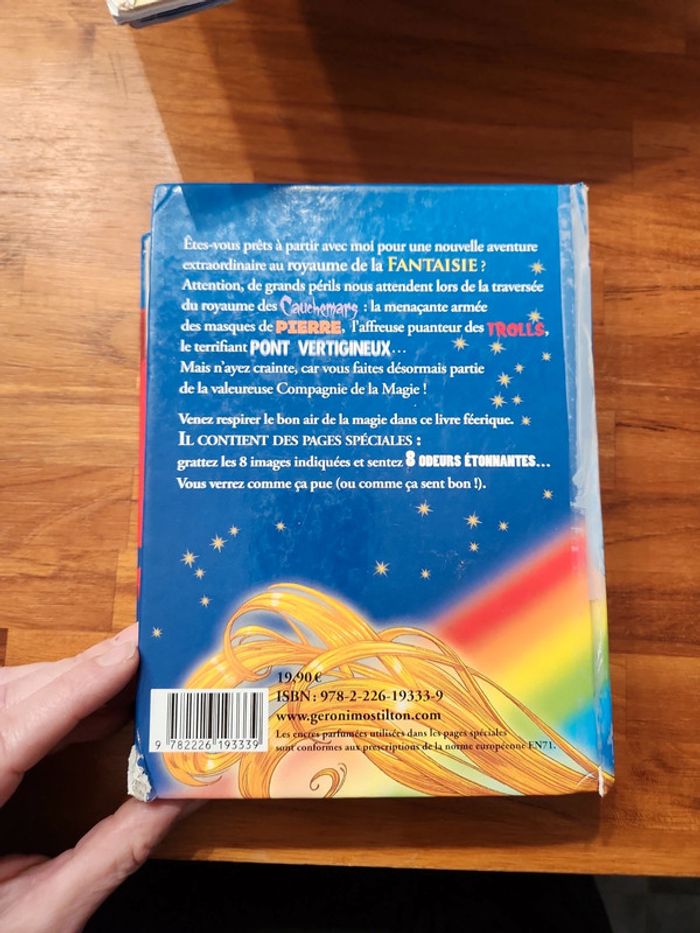 Êtes-vous prêts à partir avec moi pour une nouvelle aventure
extraordinaire au royaume de la FANTAISIE ?
Attention, de grands périls nous attendent lors de la traversée
du royaume des Cauchemars : la menaçante armée
des masques de PIERRE, l'affreuse puanteur des TROLLS,
le terrifiant PONT VERTIGINEUX...
Mais n'ayez crainte, car vous faites désormais partie
de la valeureuse Compagnie de la Magie !
Venez respirer le bon air de la magie dans ce livre féerique.
IL CONTIENT DES PAGES SPÉCIALES :
grattez les 8 images indiquées et sentez 8 ODEURS ÉTONNANTES...
Vous verrez comme ça pue (ou comme ça sent bon !).
19,90 €
ISBN : 978-2-226-19333-9
www.geronimostilton.com
Les encres parfumées utilisées dans les pages spéciales
sont conformes aux prescriptions de la norme européenne EN71.
9 782226 193339